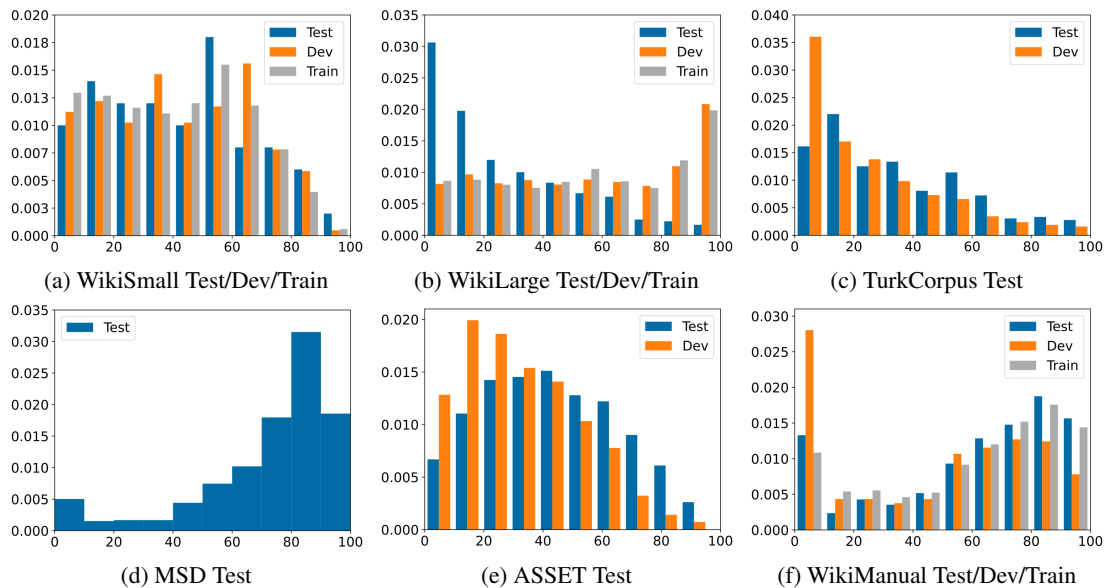 0.020
0.018
0.015
0.013
0.010
0.007
0.005
0.003
0.000
0 20 40 60 80 100
Test
Dev
Train
(a) WikiSmall Test/Dev/Train
0.035
0.030
0.025
0.020
0.015
0.010
0.005
0.000
0 20 40 60 80 100
Test
Dev
Train
(b) WikiLarge Test/Dev/Train
0.040
0.035
0.030
0.025
0.020
0.015
0.010
0.005
0.000
0 20 40 60 80 100
Test
Dev
(c) TurkCorpus Test
0.035
0.030
0.025
0.020
0.015
0.010
0.005
0.000
0 20 40 60 80 100
Test
(d) MSD Test
0.020
0.015
0.010
0.005
0.000
0 20 40 60 80 100
Test
Dev
(e) ASSET Test
0.030
0.025
0.020
0.015
0.010
0.005
0.000
0 20 40 60 80 100
Test
Dev
Train
(f) WikiManual Test/Dev/Train